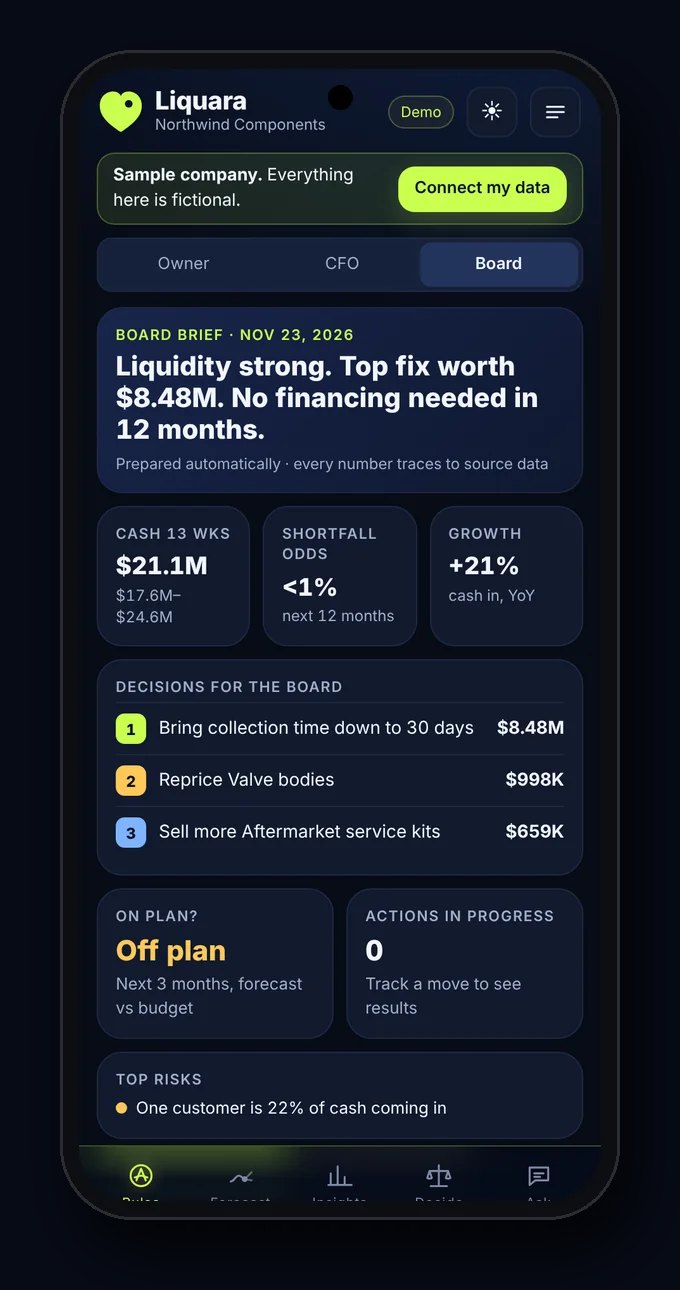 Liquara
Northwind Components
Demo
Sample company. Everything
here is fictional.
Connect my data
Owner
CFO
Board
BOARD BRIEF · NOV 23, 2026
Liquidity strong. Top fix worth
$8.48M. No financing needed in
12 months.
Prepared automatically · every number traces to source data
CASH 13 WKS
$21.1M
$17.6M–
$24.6M
SHORTFALL
ODDS
<1%
next 12 months
GROWTH
+21%
cash in, YoY
DECISIONS FOR THE BOARD
1 Bring collection time down to 30 days $8.48M
2 Reprice Valve bodies $998K
3 Sell more Aftermarket service kits $659K
ON PLAN?
Off plan
Next 3 months, forecast
vs budget
ACTIONS IN PROGRESS
0
Track a move to see
results
TOP RISKS
One customer is 22% of cash coming in
Forecast
Insights
Decide
Ask